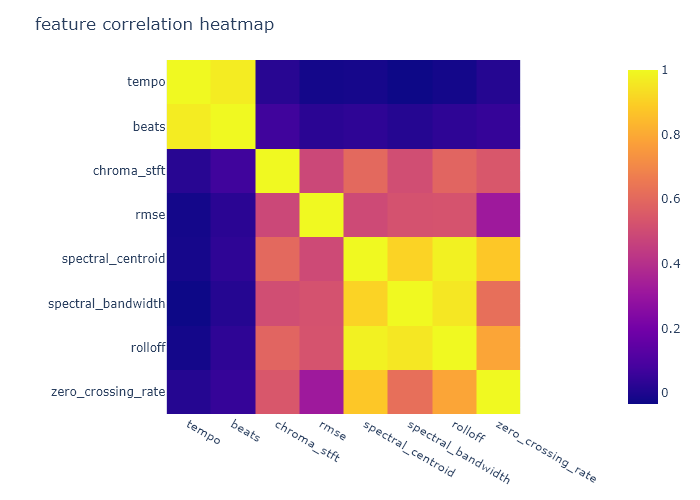 feature correlation heatmap
tempo
beats
chroma_stft
rmse
spectral_centroid
spectral_bandwidth
rolloff
zero_crossing_rate
tempo
beats
chroma_stft
rmse
spectral_centroid
spectral_bandwidth
rolloff
zero_crossing_rate
1
0.8
0.6
0.4
0.2
0